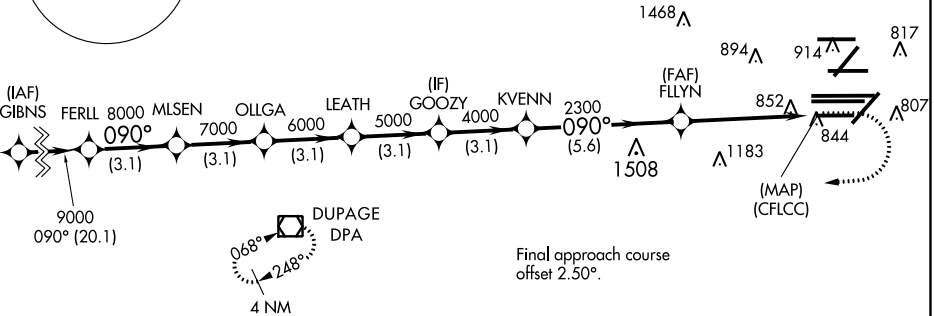 1468
817
894
914
(IAF)
GIBNS
FERLL
8000
090°
(3.1)
MLSEN
7000
(3.1)
OLLGA
6000
(3.1)
LEATH
5000
(3.1)
(IF)
GOOZY
4000
(3.1)
KVENN
2300
090°
(5.6)
(FAF)
FLLYN
852
807
844
1508
1183
(MAP)
(CFLCC)
9000
090° (20.1)
DUPAGE
DPA
068°
248°
4 NM
Final approach course
offset 2.50°.